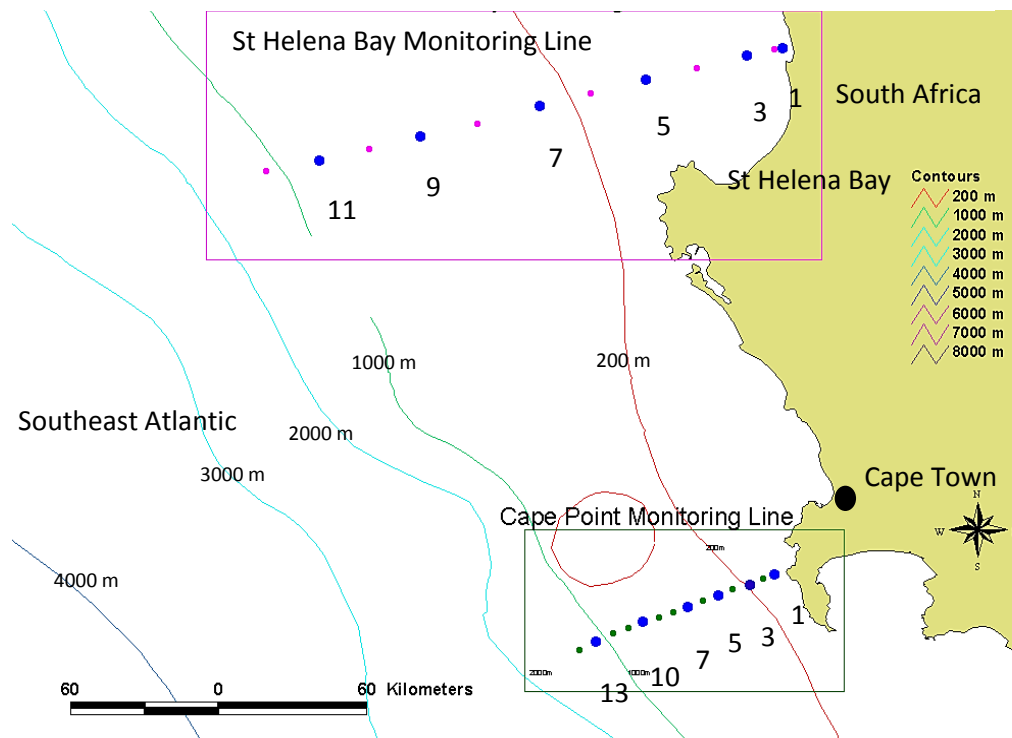 St Helena Bay Monitoring Line
1
3
5
7
9
11
South Africa
St Helena Bay
Contours
200 m
1000 m
2000 m
3000 m
4000 m
5000 m
6000 m
7000 m
8000 m
1000 m
200 m
Southeast Atlantic
2000 m
3000 m
4000 m
Cape Town
N
W
S
Cape Point Monitoring Line
200m
1
3
5
7
10
13
2000m
1000m
60 0 60 Kilometers